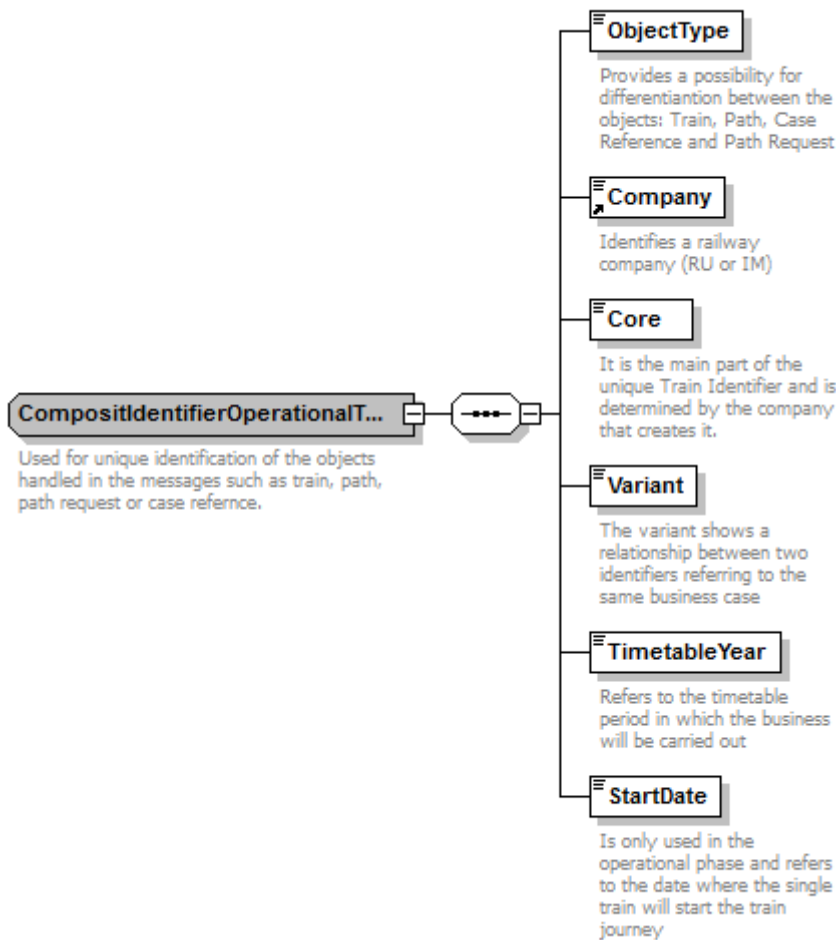 ObjectType
Provides a possibility for
differentiantion between the
objects: Train, Path, Case
Reference and Path Request
Company
Identifies a railway
company (RU or IM)
Core
It is the main part of the
unique Train Identifier and is
determined by the company
that creates it.
CompositIdentifierOperationalT...
Used for unique identification of the objects
handled in the messages such as train, path,
path request or case refernce.
Variant
The variant shows a
relationship between two
identifiers referring to the
same business case
TimetableYear
Refers to the timetable
period in which the business
will be carried out
StartDate
Is only used in the
operational phase and refers
to the date where the single
train will start the train
journey